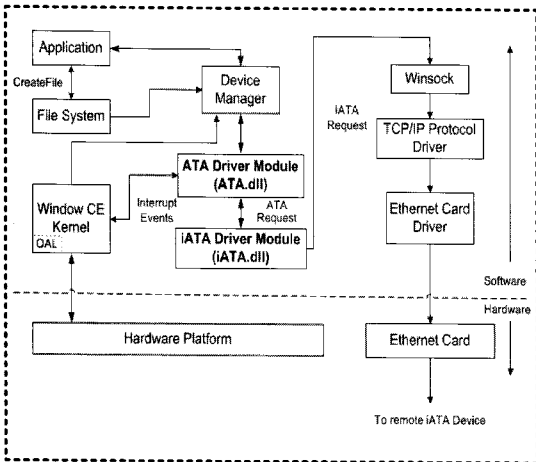 Application
CreateFile
File System
Device
Manager
ATA Driver Module
(ATA.dll)
Interrupt
Events
ATA
Request
Window CE
Kernel
OAL
iATA Driver Module
(iATA.dll)
Hardware Platform
Winsock
iATA
Request
TCP/IP Protocol
Driver
Ethernet Card
Driver
Software
Hardware
Ethernet Card
To remote iATA Device